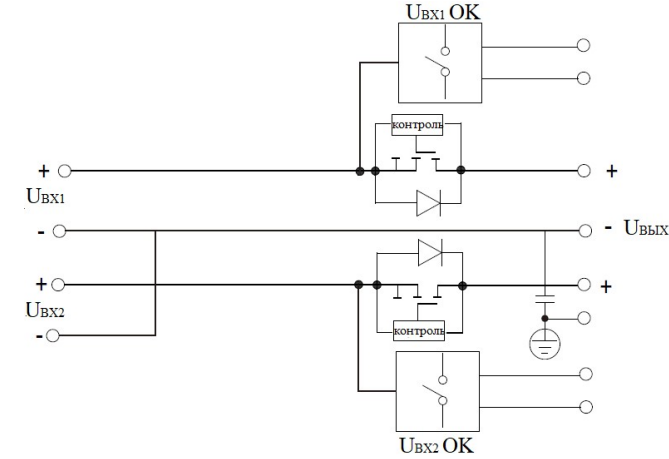 UВХ1 OK
контроль
+
+
UВХ1
-
- UВЫХ
+
+
UВХ2
-
контроль
UВХ2 OK